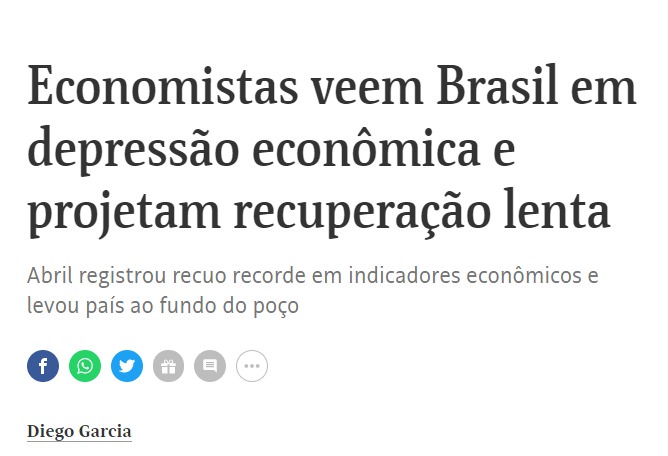 Economistas veem Brasil em
depressão econômica e
projetam recuperação lenta
Abril registrou recuo recorde em indicadores econômicos e
levou país ao fundo do poço
Diego Garcia